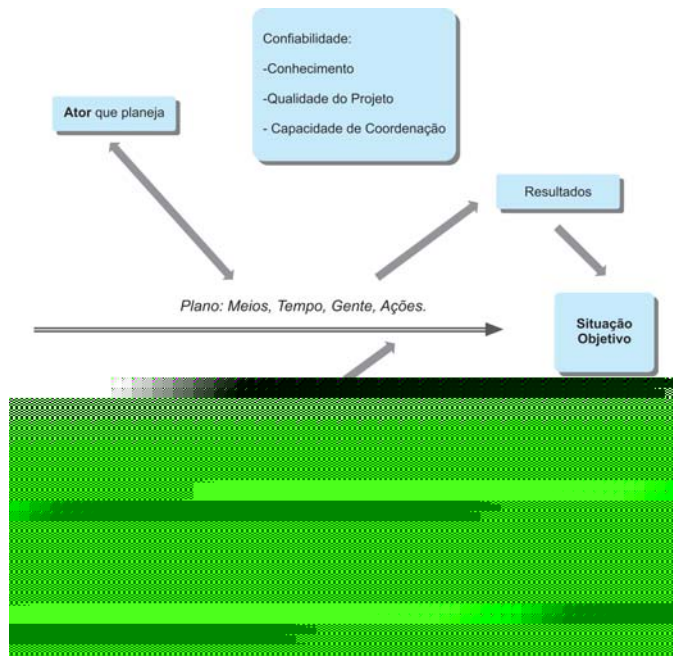 Confiabilidade:
-Conhecimento
-Qualidade do Projeto
- Capacidade de Coordenação
Ator que planeja
Resultados
Plano: Meios, Tempo, Gente, Ações.
Situação
Objetivo